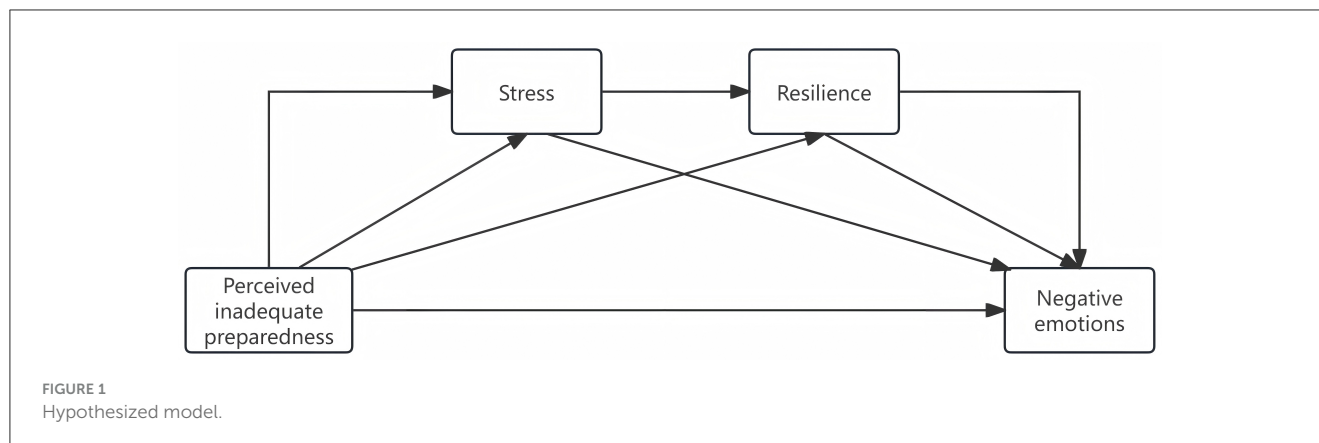 Stress
Resilience
Perceived
inadequate
preparedness
Negative
emotions
FIGURE 1
Hypothesized model.